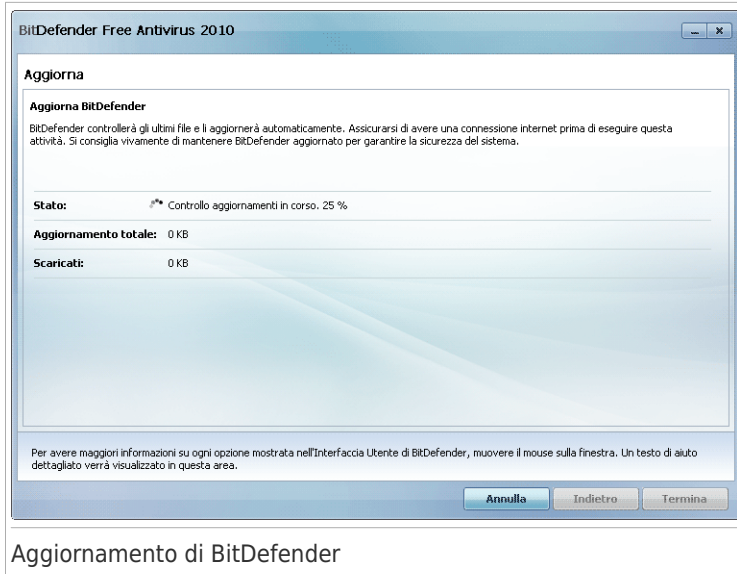 BitDefender Free Antivirus 2010
Aggiorna
Aggiorna BitDefender
BitDefender controllerà gli ultimi file e li aggiornerà automaticamente. Assicurarsi di avere una connessione internet prima di eseguire questa
attività. Si consiglia vivamente di mantenere BitDefender aggiornato per garantire la sicurezza del sistema.
Stato: Controllo aggiornamenti in corso. 25 %
Aggiornamento totale: 0 KB
Scaricati: 0 KB
Per avere maggiori informazioni su ogni opzione mostrata nell'Interfaccia Utente di BitDefender, muovere il mouse sulla finestra. Un testo di aiuto
dettagliato verrà visualizzato in questa area.
Annulla Indietro Termina
Aggiornamento di BitDefender